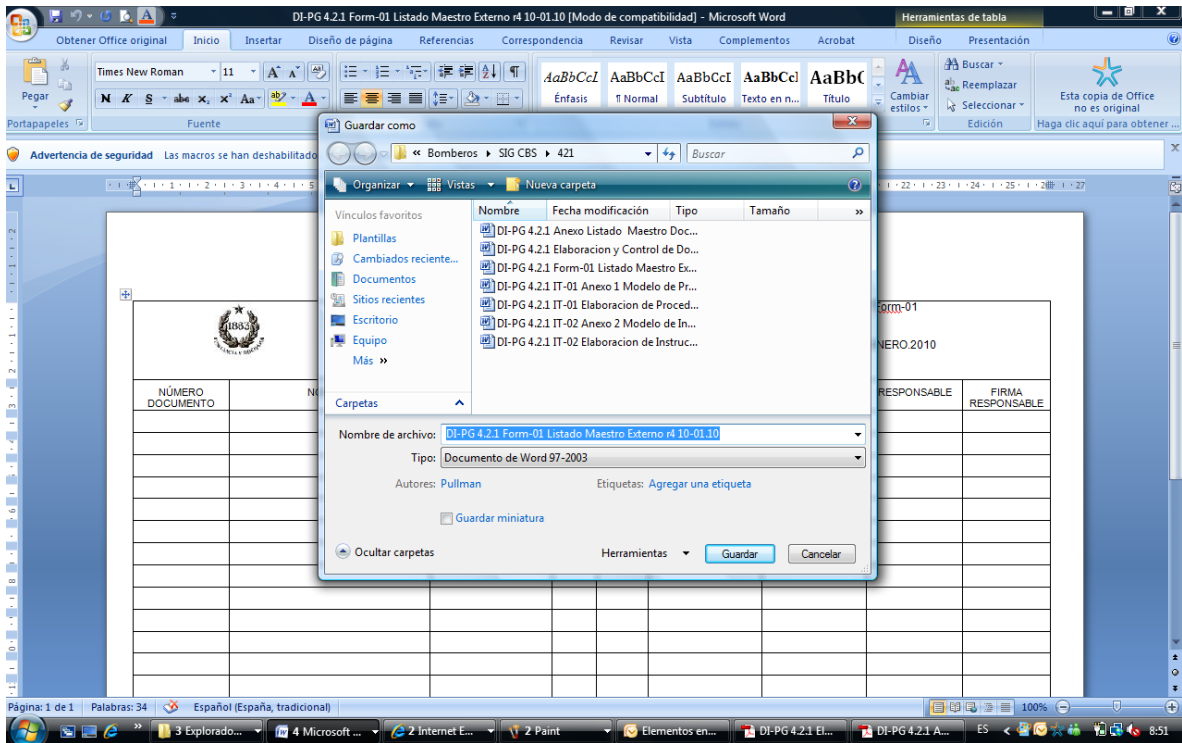 DI-PG 4.2.1 Form-01 Listado Maestro Externo r4 10-01.10 [Modo de compatibilidad] - Microsoft Word
Herramientas de tabla
Obtener Office original Inicio Insertar Diseño de página Referencias Correspondencia Revisar Vista Complementos Acrobat Diseño Presentación
Pegar
Times New Roman 11
N K S abc x₂ x² Aa
AaBbCcI AaBbCcI AaBbCcI AaBbCcl AaBb(
Énfasis ¶ Normal Subtítulo Texto en n... Título
Cambiar estilos
Buscar
Reemplazar
Seleccionar
Esta copia de Office
no es original
Portapapeles Fuente Edición Haga clic aquí para obtener ...
Advertencia de seguridad Las macros se han deshabilitado
Guardar como
« Bomberos SIG CBS 421
Buscar
Organizar Vistas Nueva carpeta
Vínculos favoritos
Plantillas
Cambiados reciente...
Documentos
Sitios recientes
Escritorio
Equipo
Más »
Carpetas
Nombre Fecha modificación Tipo Tamaño »
DI-PG 4.2.1 Anexo Listado Maestro Doc...
DI-PG 4.2.1 Elaboracion y Control de Do...
DI-PG 4.2.1 Form-01 Listado Maestro Ex...
DI-PG 4.2.1 IT-01 Anexo 1 Modelo de Pr...
DI-PG 4.2.1 IT-01 Elaboracion de Proced...
DI-PG 4.2.1 IT-02 Anexo 2 Modelo de In...
DI-PG 4.2.1 IT-02 Elaboracion de Instruc...
Nombre de archivo: DI-PG 4.2.1 Form-01 Listado Maestro Externo r4 10-01.10
Tipo: Documento de Word 97-2003
Autores: Pullman Etiquetas: Agregar una etiqueta
Guardar miniatura
Ocultar carpetas Herramientas Guardar Cancelar
1863
Form-01
NERO.2010
NÚMERO DOCUMENTO
NO
RESPONSABLE
FIRMA RESPONSABLE
Página: 1 de 1 Palabras: 34 Español (España, tradicional) 100%
3 Explorado... 4 Microsoft ... 2 Internet E... 2 Paint Elementos en... DI-PG 4.2.1 El... DI-PG 4.2.1 A... ES 8:51